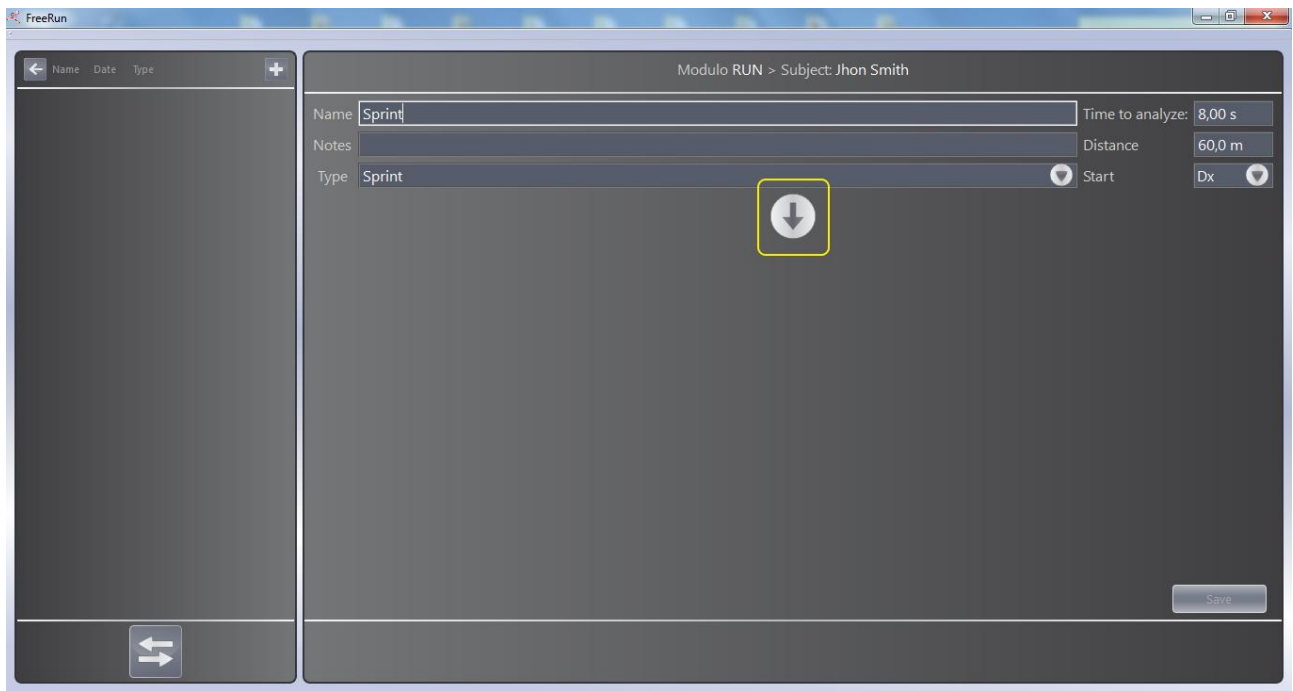 FreeRun
Name Date Type
Modulo RUN > Subject: Jhon Smith
Name Sprint Time to analyze: 8,00 s
Notes Distance 60,0 m
Type Sprint Start Dx
Save